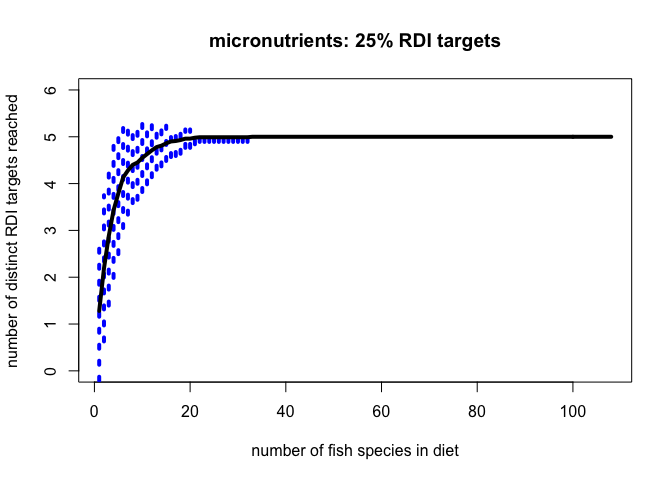 micronutrients: 25% RDI targets
number of distinct RDI targets reached
6
5
4
3
2
1
0
0 20 40 60 80 100
number of fish species in diet